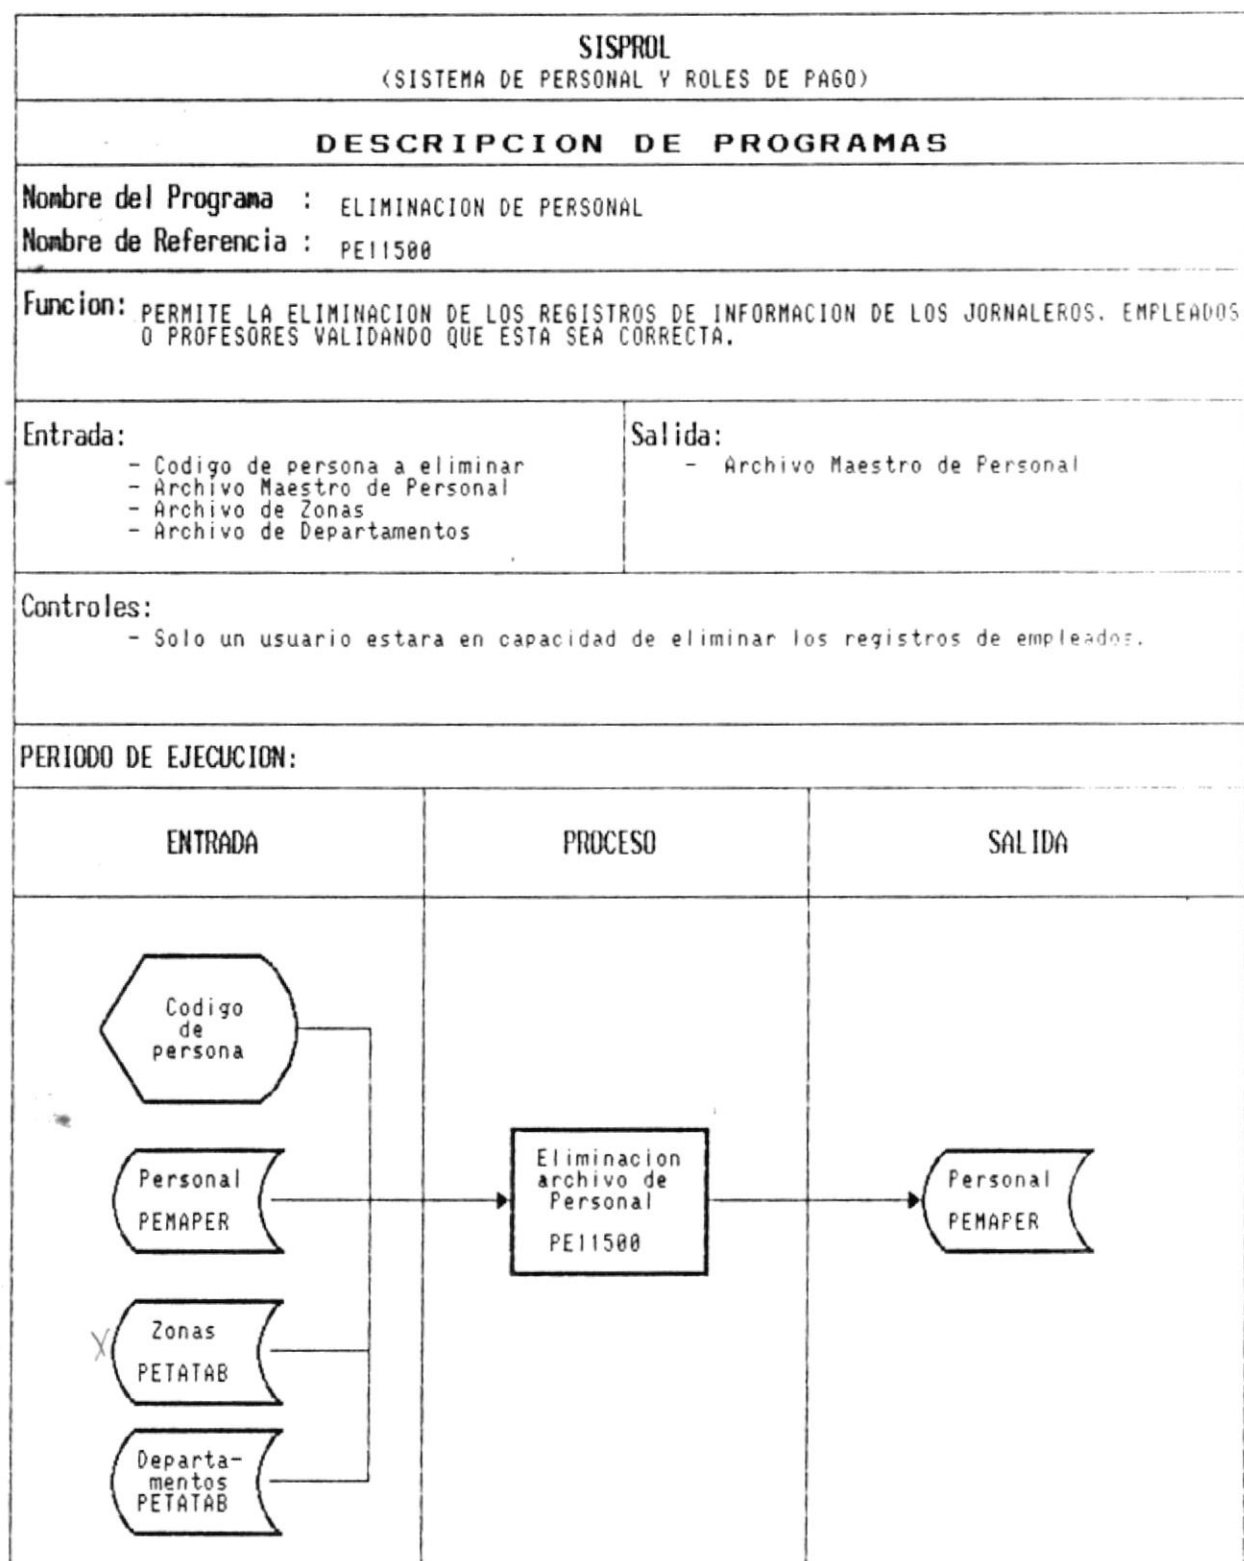 SISPROL
(SISTEMA DE PERSONAL Y ROLES DE PAGO)
DESCRIPCION DE PROGRAMAS
Nombre del Programa : ELIMINACION DE PERSONAL
Nombre de Referencia : PE11500
Funcion: PERMITE LA ELIMINACION DE LOS REGISTROS DE INFORMACION DE LOS JORNALEROS. EMPLEADOS
O PROFESORES VALIDANDO QUE ESTA SEA CORRECTA.
Entrada:
- Codigo de persona a eliminar
- Archivo Maestro de Personal
- Archivo de Zonas
- Archivo de Departamentos
Salida:
- Archivo Maestro de Personal
Controles:
- Solo un usuario estara en capacidad de eliminar los registros de empleados.
PERIODO DE EJECUCION:
ENTRADA
PROCESO
SALIDA
Codigo
de
persona
Personal
PEMAPER
Zonas
PETATAB
Departa-
mentos
PETATAB
Eliminacion
archivo de
Personal
PE11500
Personal
PEMAPER